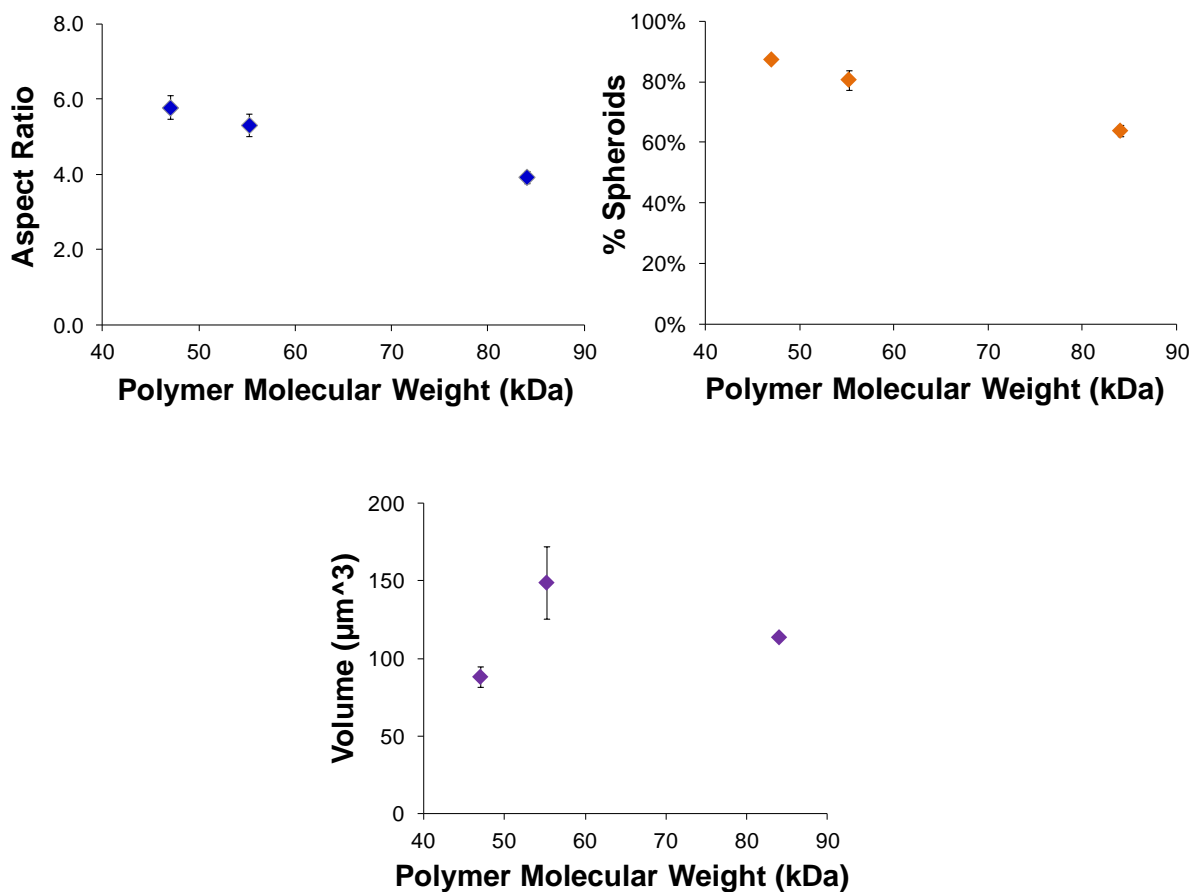 Aspect Ratio
8.0
6.0
4.0
2.0
0.0
40 50 60 70 80 90
Polymer Molecular Weight (kDa)
% Spheroids
100%
80%
60%
40%
20%
0%
40 50 60 70 80 90
Polymer Molecular Weight (kDa)
Volume (µm^3)
200
150
100
50
0
40 50 60 70 80 90
Polymer Molecular Weight (kDa)